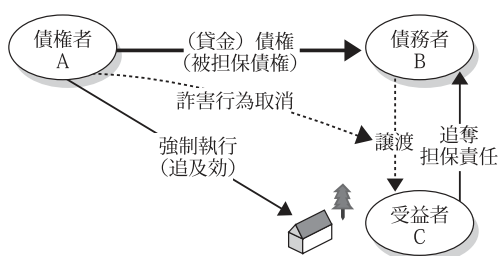 債権者
A
（貸金）債権
（被担保債権）
債務者
B
詐害行為取消
強制執行
（追及効）
譲渡
追奪
担保責任
受益者
C